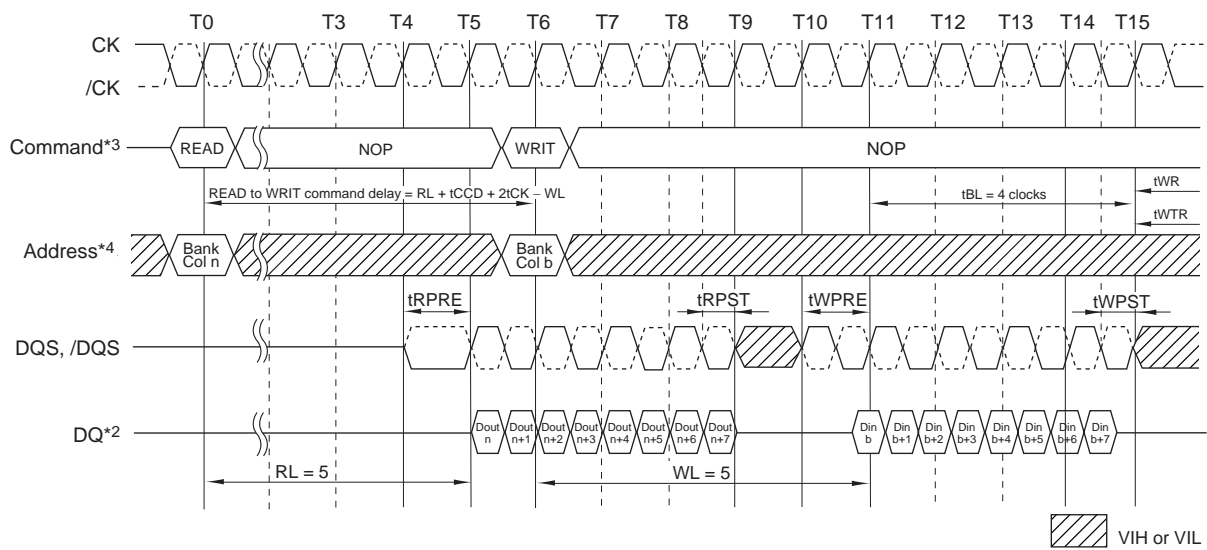 T0 T3 T4 T5 T6 T7 T8 T9 T10 T11 T12 T13 T14 T15
CK
/CK
Command*3 READ NOP WRIT NOP
READ to WRIT command delay = RL + tCCD + 2tCK – WL
tBL = 4 clocks
tWR
tWTR
Address*4
Bank
Col n
Bank
Col b
tRPRE tRPST tWPRE tWPST
DQS, /DQS
DQ*2
Dout
n
Dout
n+1
Dout
n+2
Dout
n+3
Dout
n+4
Dout
n+5
Dout
n+6
Dout
n+7
Din
b
Din
b+1
Din
b+2
Din
b+3
Din
b+4
Din
b+5
Din
b+6
Din
b+7
RL = 5 WL = 5
VIH or VIL